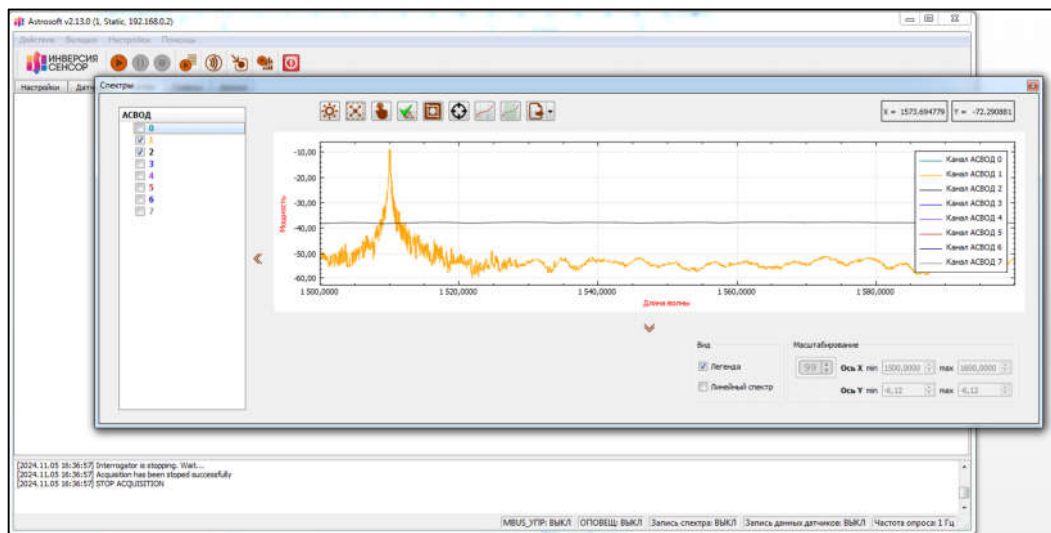 Astrosoft v2.13.0 (1, Static, 192.168.0.2)
Действия Вкладки Настройки Помощь
ИНВЕРСИЯ
СЕНСОР
Настройки
Спектры
АСВОД
0
1
2
3
4
5
6
7
X = 1573,694779 Y = -72.290881
Мощность
-10,00
-20,00
-30,00
-40,00
-50,00
-60,00
1 500,0000 1 520,0000 1 540,0000 1 560,0000 1 580,0000
Длина волны
Канал АСВОД 0
Канал АСВОД 1
Канал АСВОД 2
Канал АСВОД 3
Канал АСВОД 4
Канал АСВОД 5
Канал АСВОД 6
Канал АСВОД 7
Вид
Легенда
Линейный спектр
Масштабирование
99 Ось X min 1500,0000 max 1600,0000
Ось Y min -6,12 max -6,12
[2024.11.05 16:36:57] Interrogator is stopping. Wait...
[2024.11.05 16:36:57] Acquisition has been stoped successfully
[2024.11.05 16:36:57] STOP ACQUISITION
MBUS_УПР: ВЫКЛ ОПОВЕЩ: ВЫКЛ Запись спектра: ВЫКЛ Запись данных датчиков: ВЫКЛ Частота опроса: 1 Гц